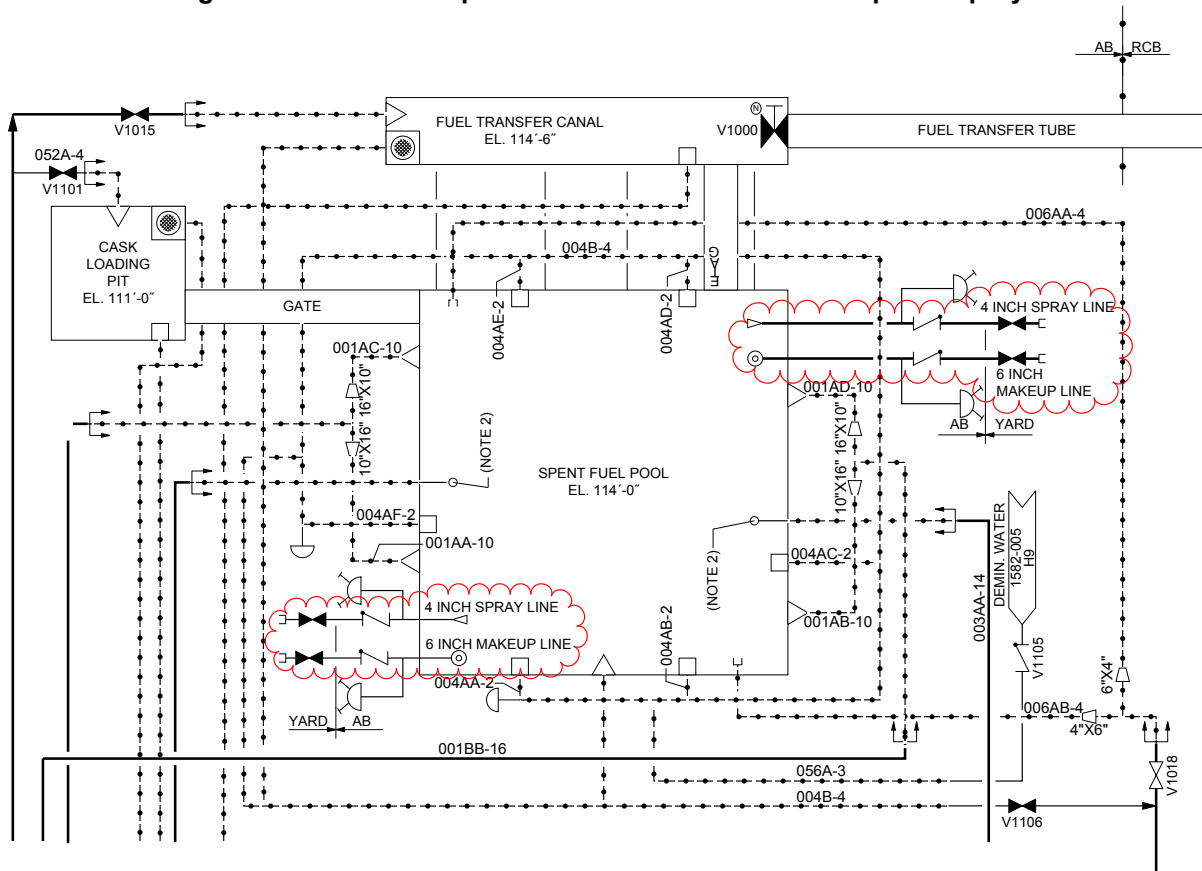 AB
RCB
V1015
FUEL TRANSFER CANAL
EL. 114´-6˝
N
V1000
FUEL TRANSFER TUBE
052A-4
V1101
CASK
LOADING
PIT
EL. 111´-0˝
006AA-4
004B-4
GATE
GATE
004AE-2
004AD-2
4 INCH SPRAY LINE
6 INCH
MAKEUP LINE
AB
YARD
001AC-10
16"X10"
10"X16"
001AD-10
16"X10"
10"X16"
(NOTE 2)
SPENT FUEL POOL
EL. 114´-0˝
004AF-2
001AA-10
(NOTE 2)
004AC-2
001AB-10
DEMIN. WATER
1582-005
H9
003AA-14
V1105
4 INCH SPRAY LINE
6 INCH MAKEUP LINE
004AA-2
004AB-2
YARD
AB
6"X4"
006AB-4
4"X6"
001BB-16
056A-3
004B-4
V1106
V1018